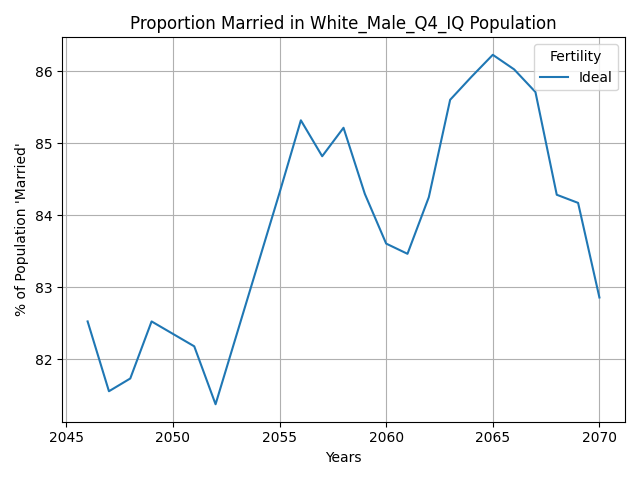 Proportion Married in White_Male_Q4_IQ Population
Fertility
Ideal
% of Population 'Married'
86
85
84
83
82
2045
2050
2055
2060
2065
2070
Years